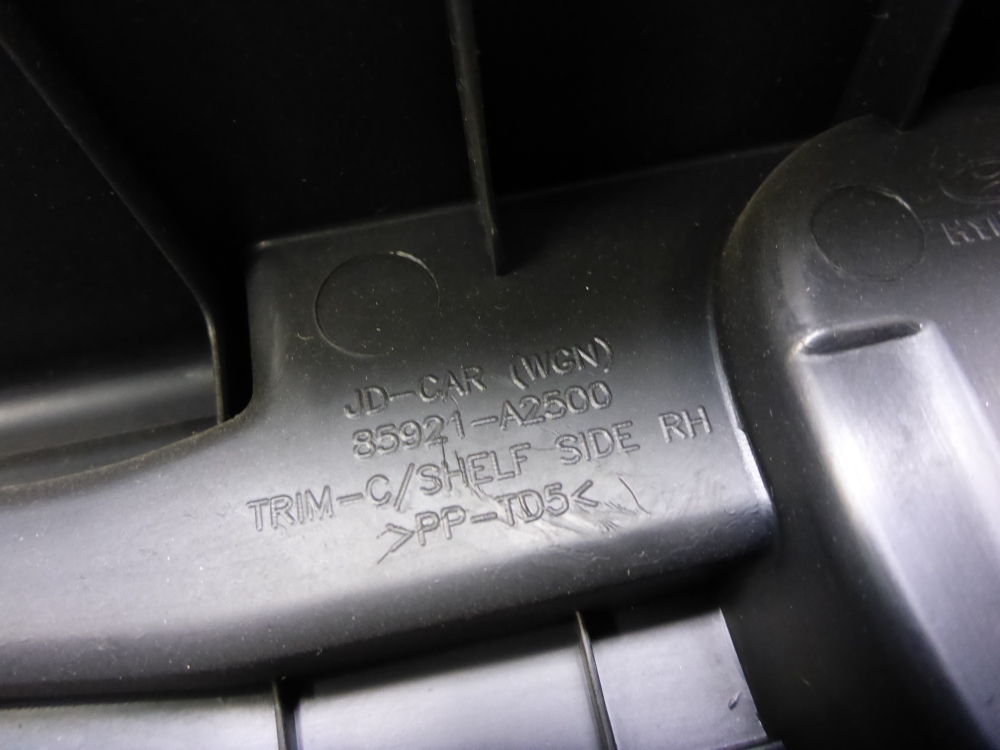 JD-CAR (WGN)
85921-A2500
TRIM-C/SHELF SIDE RH
>PP-TD5<